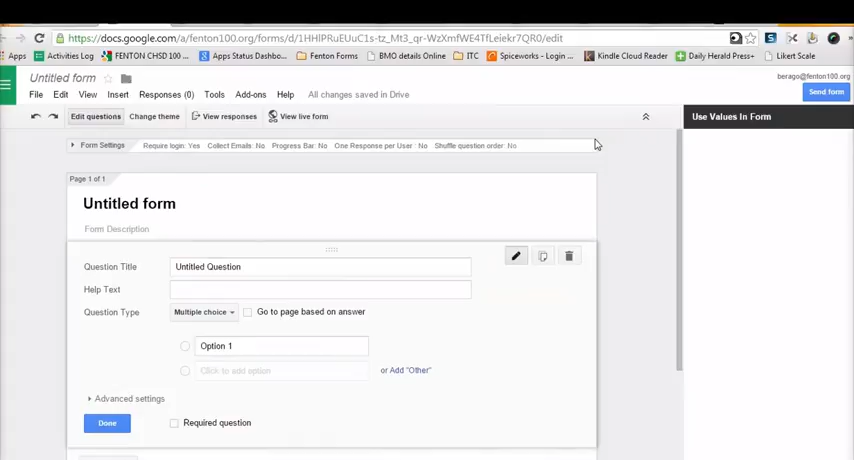 https://docs.google.com/a/fenton100.org/forms/d/1HHlPRuEUuC1s-tz_Mt3_qr-WzXmfWE4TfLeiekr7QR0/edit
Apps Activities Log FENTON CHSD 100 ... Apps Status Dashbo... Fenton Forms BMO details Online ITC Spiceworks - Login ... Kindle Cloud Reader Daily Herald Press+ Likert Scale
Untitled form
berago@fenton100.org
File Edit View Insert Responses (0) Tools Add-ons Help All changes saved in Drive
Send form
Edit questions Change theme View responses View live form
Use Values In Form
Form Settings Require login: Yes Collect Emails: No Progress Bar: No One Response per User : No Shuffle question order: No
Page 1 of 1
Untitled form
Form Description
Question Title Untitled Question
Help Text
Question Type Multiple choice Go to page based on answer
Option 1
Click to add option or Add "Other"
Advanced settings
Done Required question